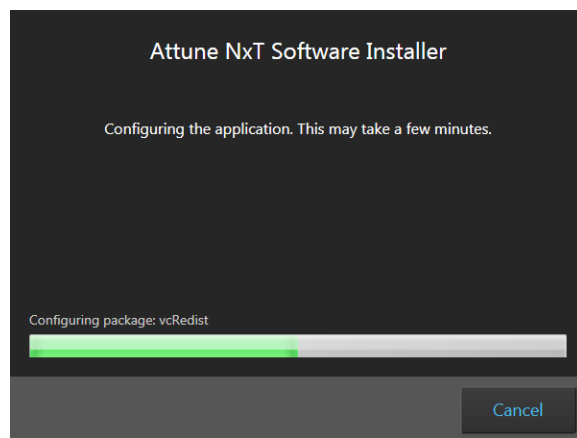 Attune NxT Software Installer
Configuring the application. This may take a few minutes.
Configuring package: vcRedist
Cancel